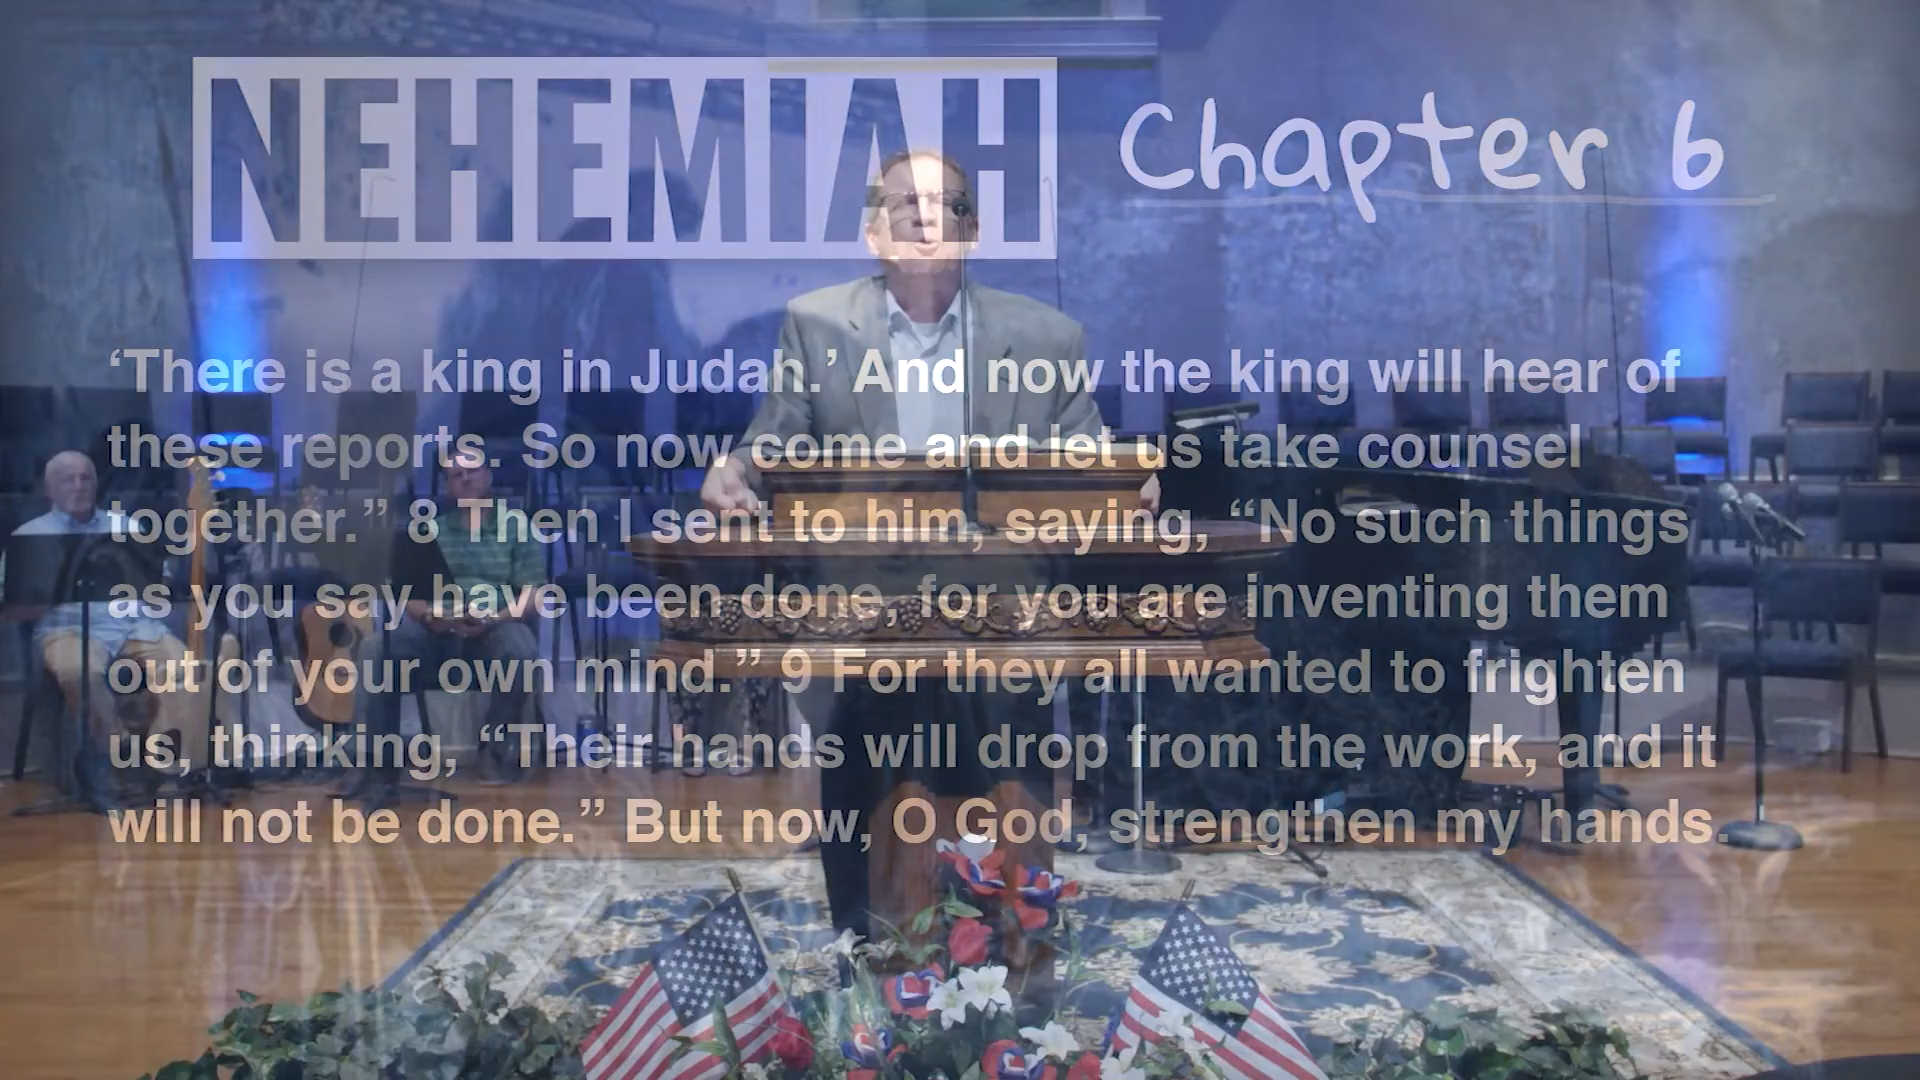 NEHEMIAH Chapter 6
‘There is a king in Judah.’ And now the king will hear of
these reports. So now come and let us take counsel
together.” 8 Then I sent to him, saying, “No such things
as you say have been done, for you are inventing them
out of your own mind.” 9 For they all wanted to frighten
us, thinking, “Their hands will drop from the work, and it
will not be done.” But now, O God, strengthen my hands.